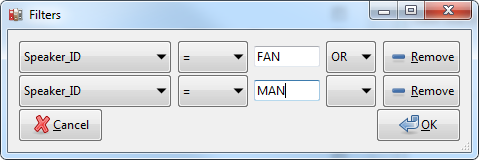 Filters
Speaker_ID = FAN OR Remove
Speaker_ID = MAN Remove
Cancel OK